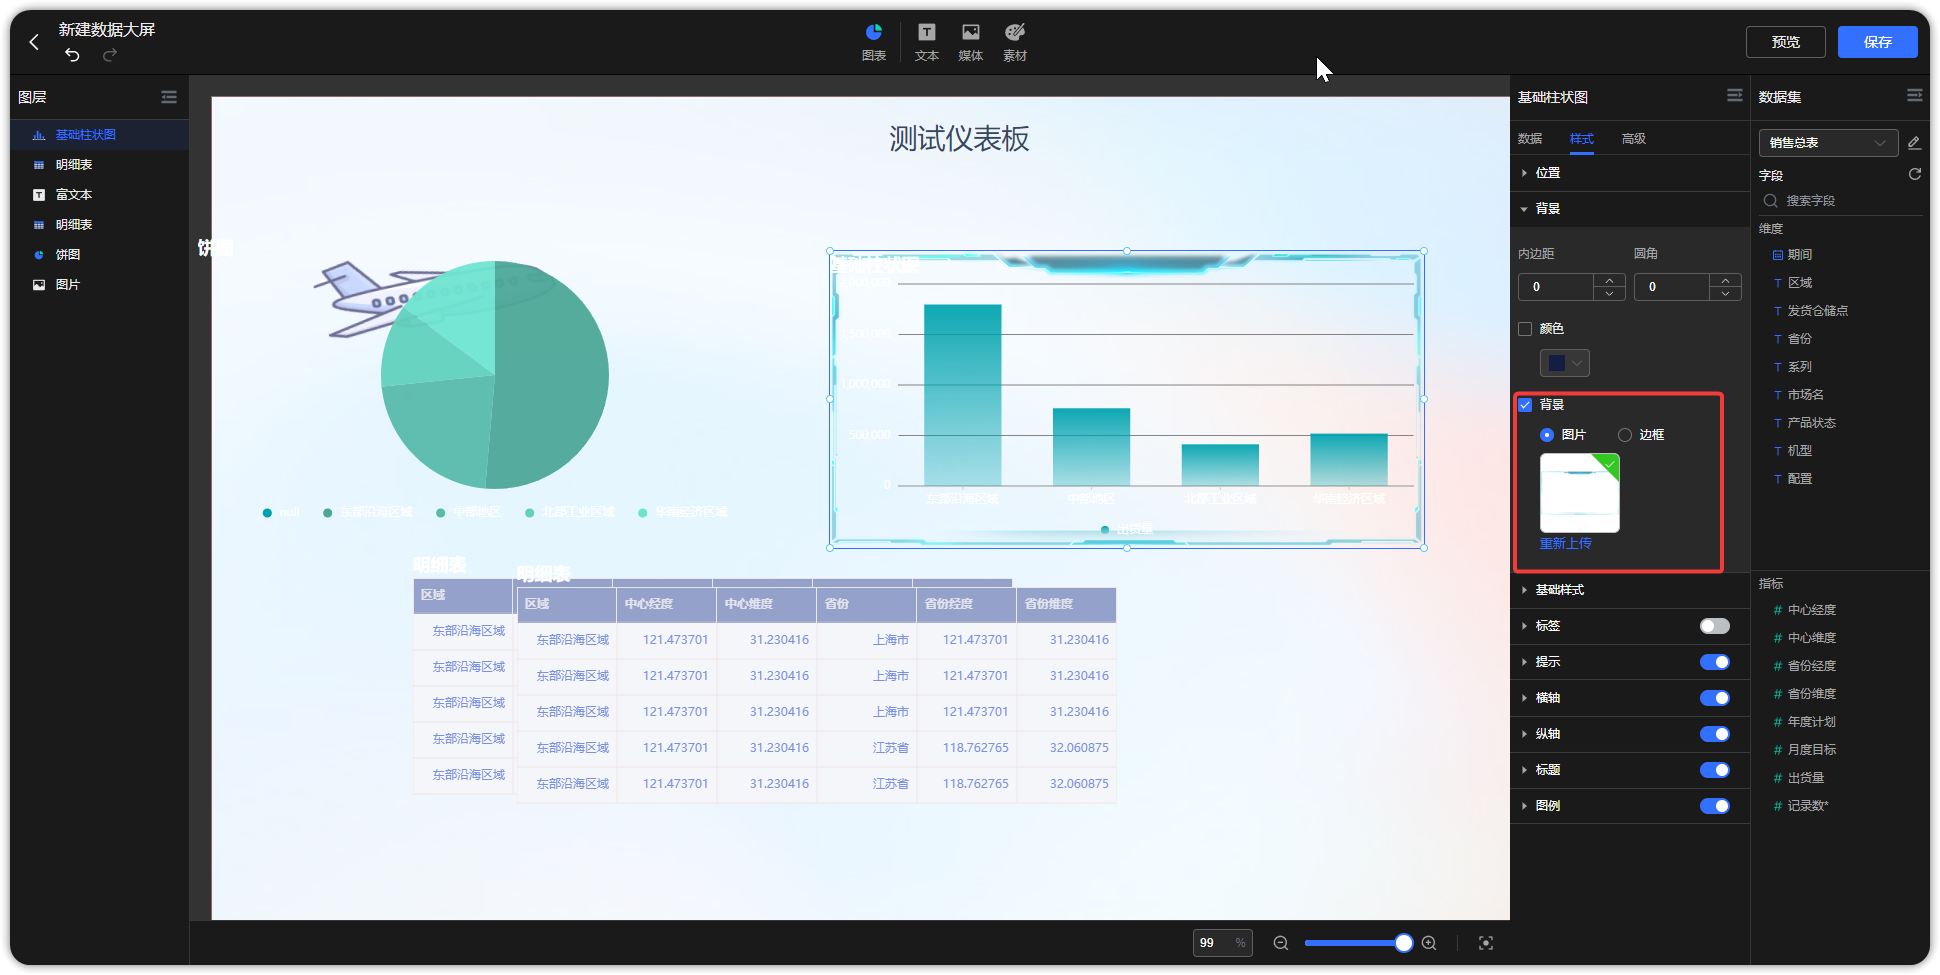 新建数据大屏
图表
文本
媒体
素材
预览
保存
图层
基础柱状图
明细表
富文本
明细表
饼图
图片
测试仪表板
饼图
null
东部沿海区域
中部地区
北部工业区域
华南经济区域
基础柱状图
2,000,000
1,500,000
1,000,000
500,000
0
东部沿海区域
中部地区
北部工业区域
华南经济区域
出货量
明细表
区域
东部沿海区域
东部沿海区域
东部沿海区域
东部沿海区域
东部沿海区域
明细表
区域 中心经度 中心维度 省份 省份经度 省份维度
东部沿海区域 121.473701 31.230416 上海市 121.473701 31.230416
东部沿海区域 121.473701 31.230416 上海市 121.473701 31.230416
东部沿海区域 121.473701 31.230416 上海市 121.473701 31.230416
东部沿海区域 121.473701 31.230416 江苏省 118.762765 32.060875
东部沿海区域 121.473701 31.230416 江苏省 118.762765 32.060875
99 %
基础柱状图
数据 样式 高级
位置
背景
内边距 圆角
0 0
颜色
背景
图片 边框
重新上传
基础样式
标签
提示
横轴
纵轴
标题
图例
数据集
销售总表
字段
搜索字段
维度
期间
T 区域
T 发货仓储点
T 省份
T 系列
T 市场名
T 产品状态
T 机型
T 配置
指标
# 中心经度
# 中心维度
# 省份经度
# 省份维度
# 年度计划
# 月度目标
# 出货量
# 记录数*